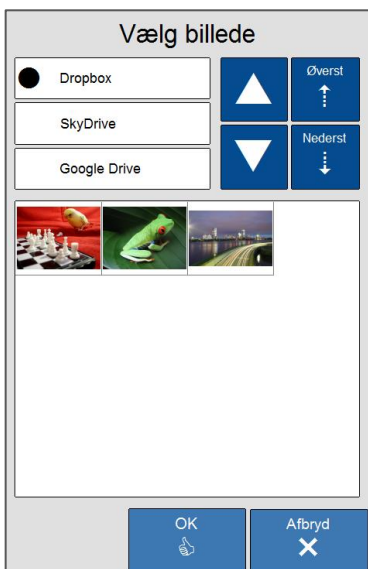 Vælg billede
Dropbox
SkyDrive
Google Drive
Øverst
Nederst
OK
Afbryd